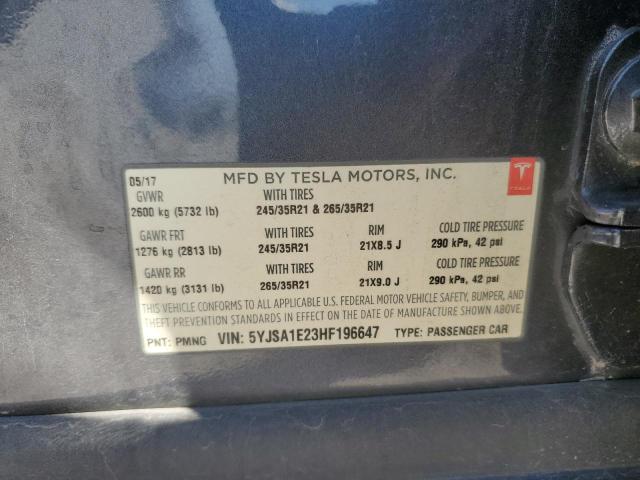 05/17 MFD BY TESLA MOTORS, INC.
GVWR WITH TIRES TESLA
2600 kg (5732 lb) 245/35R21 & 265/35R21
GAWR FRT WITH TIRES RIM COLD TIRE PRESSURE
1276 kg (2813 lb) 245/35R21 21X8.5 J 290 kPa, 42 psi
GAWR RR WITH TIRES RIM COLD TIRE PRESSURE
1420 kg (3131 lb) 265/35R21 21X9.0 J 290 kPa, 42 psi
THIS VEHICLE CONFORMS TO ALL APPLICABLE U.S. FEDERAL MOTOR VEHICLE SAFETY, BUMPER, AND
THEFT PREVENTION STANDARDS IN EFFECT ON THE DATE OF MANUFACTURE SHOWN ABOVE.
PNT: PMNG VIN: 5YJSA1E23HF196647 TYPE: PASSENGER CAR